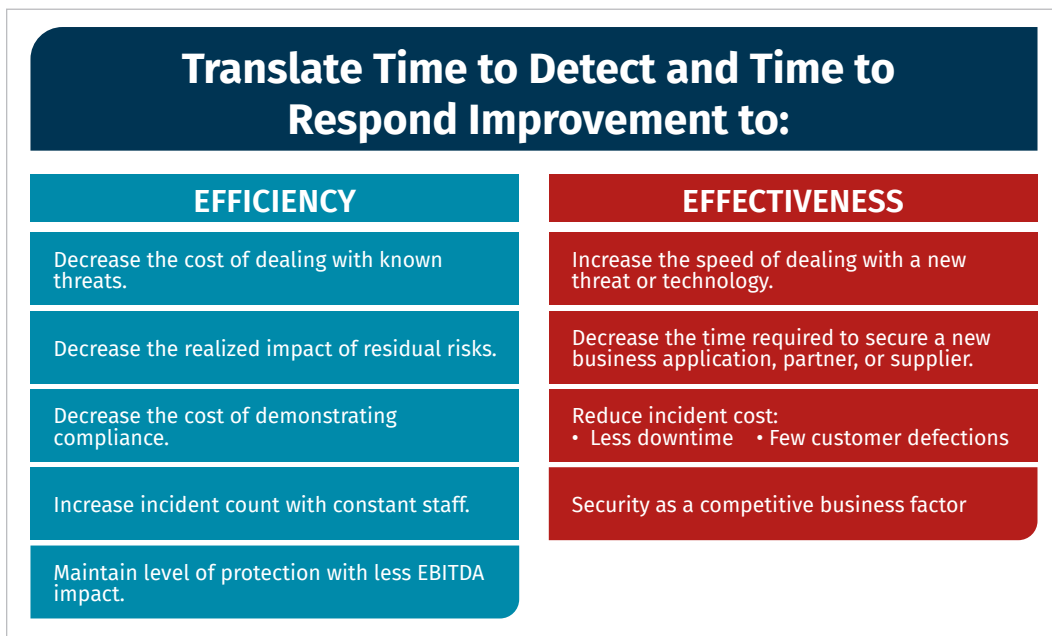 Translate Time to Detect and Time to
Respond Improvement to:
EFFICIENCY
Decrease the cost of dealing with known
threats.
Decrease the realized impact of residual risks.
Decrease the cost of demonstrating
compliance.
Increase incident count with constant staff.
Maintain level of protection with less EBITDA
impact.
EFFECTIVENESS
Increase the speed of dealing with a new
threat or technology.
Decrease the time required to secure a new
business application, partner, or supplier.
Reduce incident cost:
• Less downtime • Few customer defections
Security as a competitive business factor